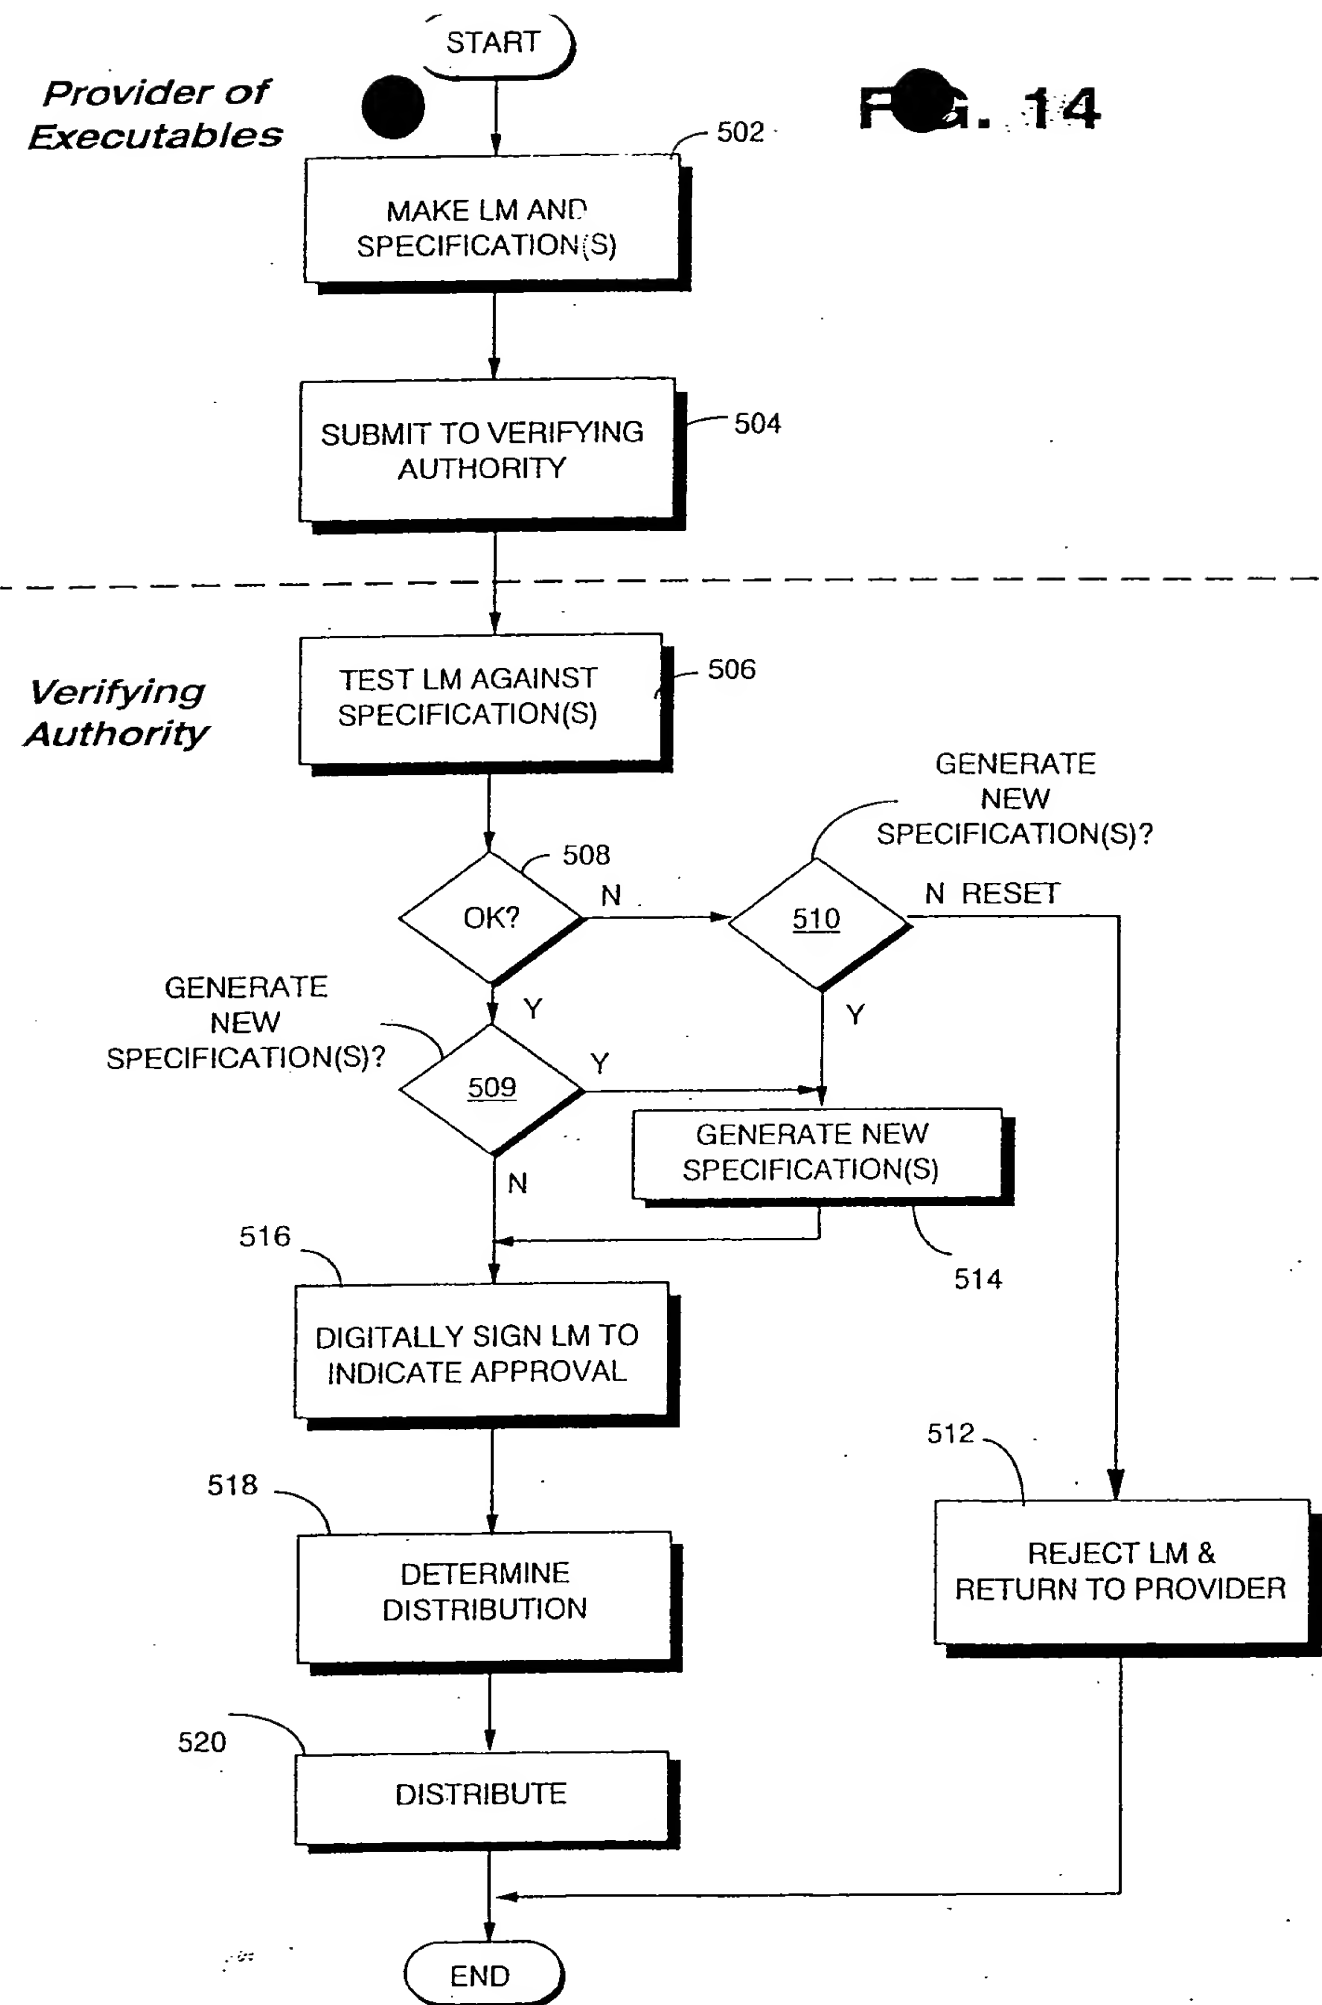 START
Provider of
Executables
FIG. 14
502
MAKE LM AND
SPECIFICATION(S)
504
SUBMIT TO VERIFYING
AUTHORITY
Verifying
Authority
506
TEST LM AGAINST
SPECIFICATION(S)
GENERATE
NEW
SPECIFICATION(S)?
508
OK?
N
510
N RESET
GENERATE
NEW
SPECIFICATION(S)?
Y
Y
509
Y
GENERATE NEW
SPECIFICATION(S)
N
514
516
DIGITALLY SIGN LM TO
INDICATE APPROVAL
512
REJECT LM &
RETURN TO PROVIDER
518
DETERMINE
DISTRIBUTION
520
DISTRIBUTE
END